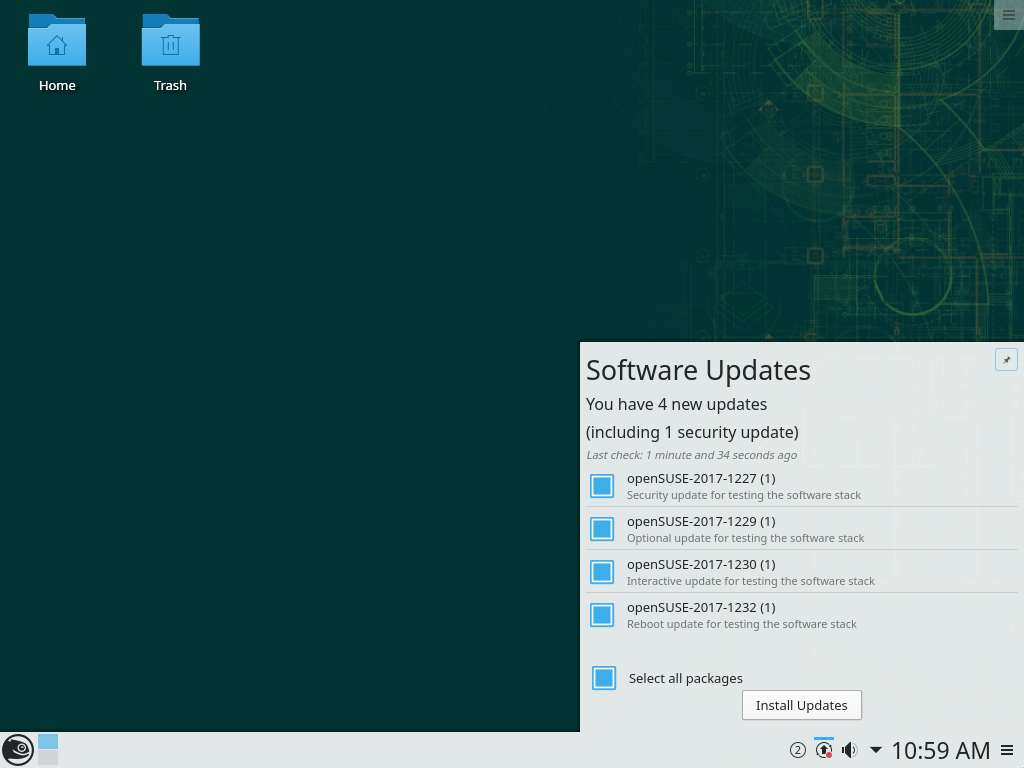 Home
Trash
Software Updates
You have 4 new updates
(including 1 security update)
Last check: 1 minute and 34 seconds ago
openSUSE-2017-1227 (1)
Security update for testing the software stack
openSUSE-2017-1229 (1)
Optional update for testing the software stack
openSUSE-2017-1230 (1)
Interactive update for testing the software stack
openSUSE-2017-1232 (1)
Reboot update for testing the software stack
Select all packages
Install Updates
2
10:59 AM